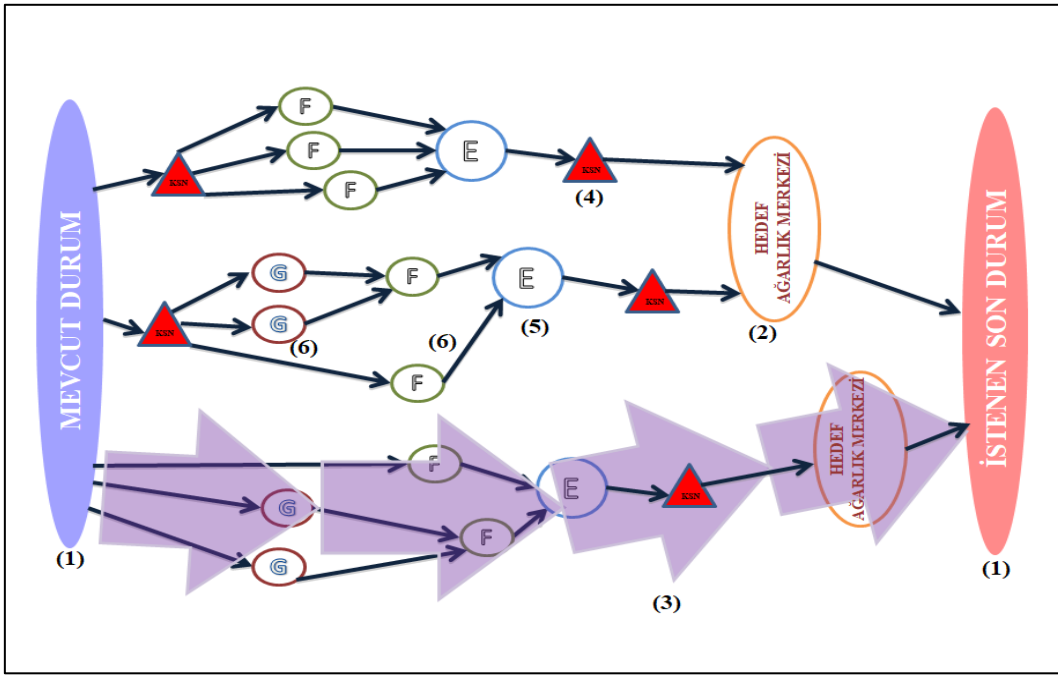 MEVCUT DURUM
(1)
KSN
F
F
F
E
KSN
(4)
HEDEF
AĞARLIK MERKEZİ
(2)
KSN
G
G
(6)
F
(6)
F
E
(5)
KSN
F
G
G
F
E
KSN
(3)
HEDEF
AĞARLIK MERKEZİ
İSTENEN SON DURUM
(1)